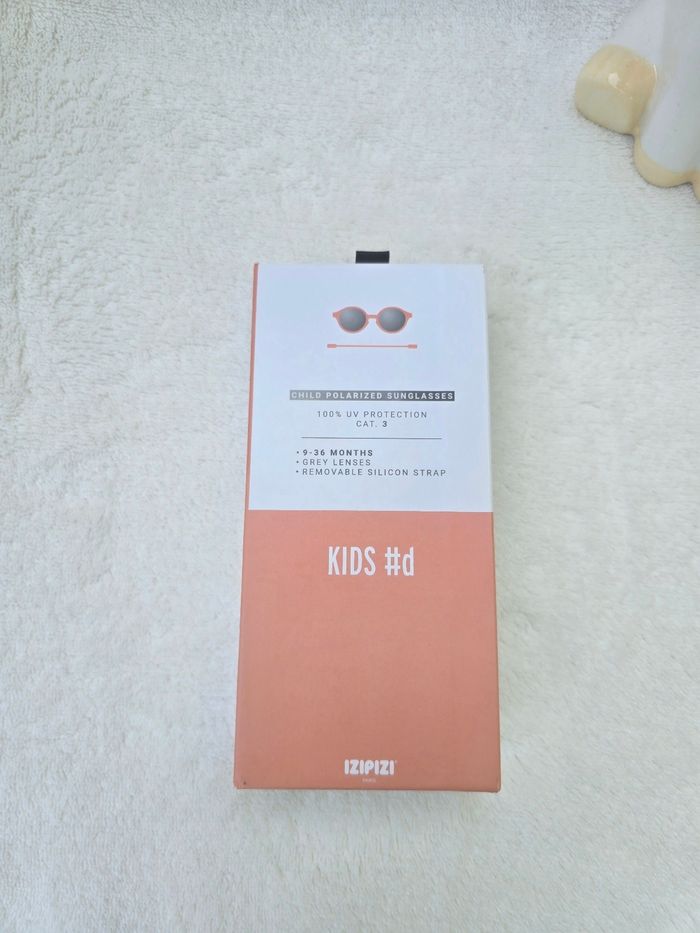 CHILD POLARIZED SUNGLASSES
100% UV PROTECTION
CAT. 3
• 9-36 MONTHS
• GREY LENSES
• REMOVABLE SILICON STRAP
KIDS #d
IZIPIZI®
PARIS